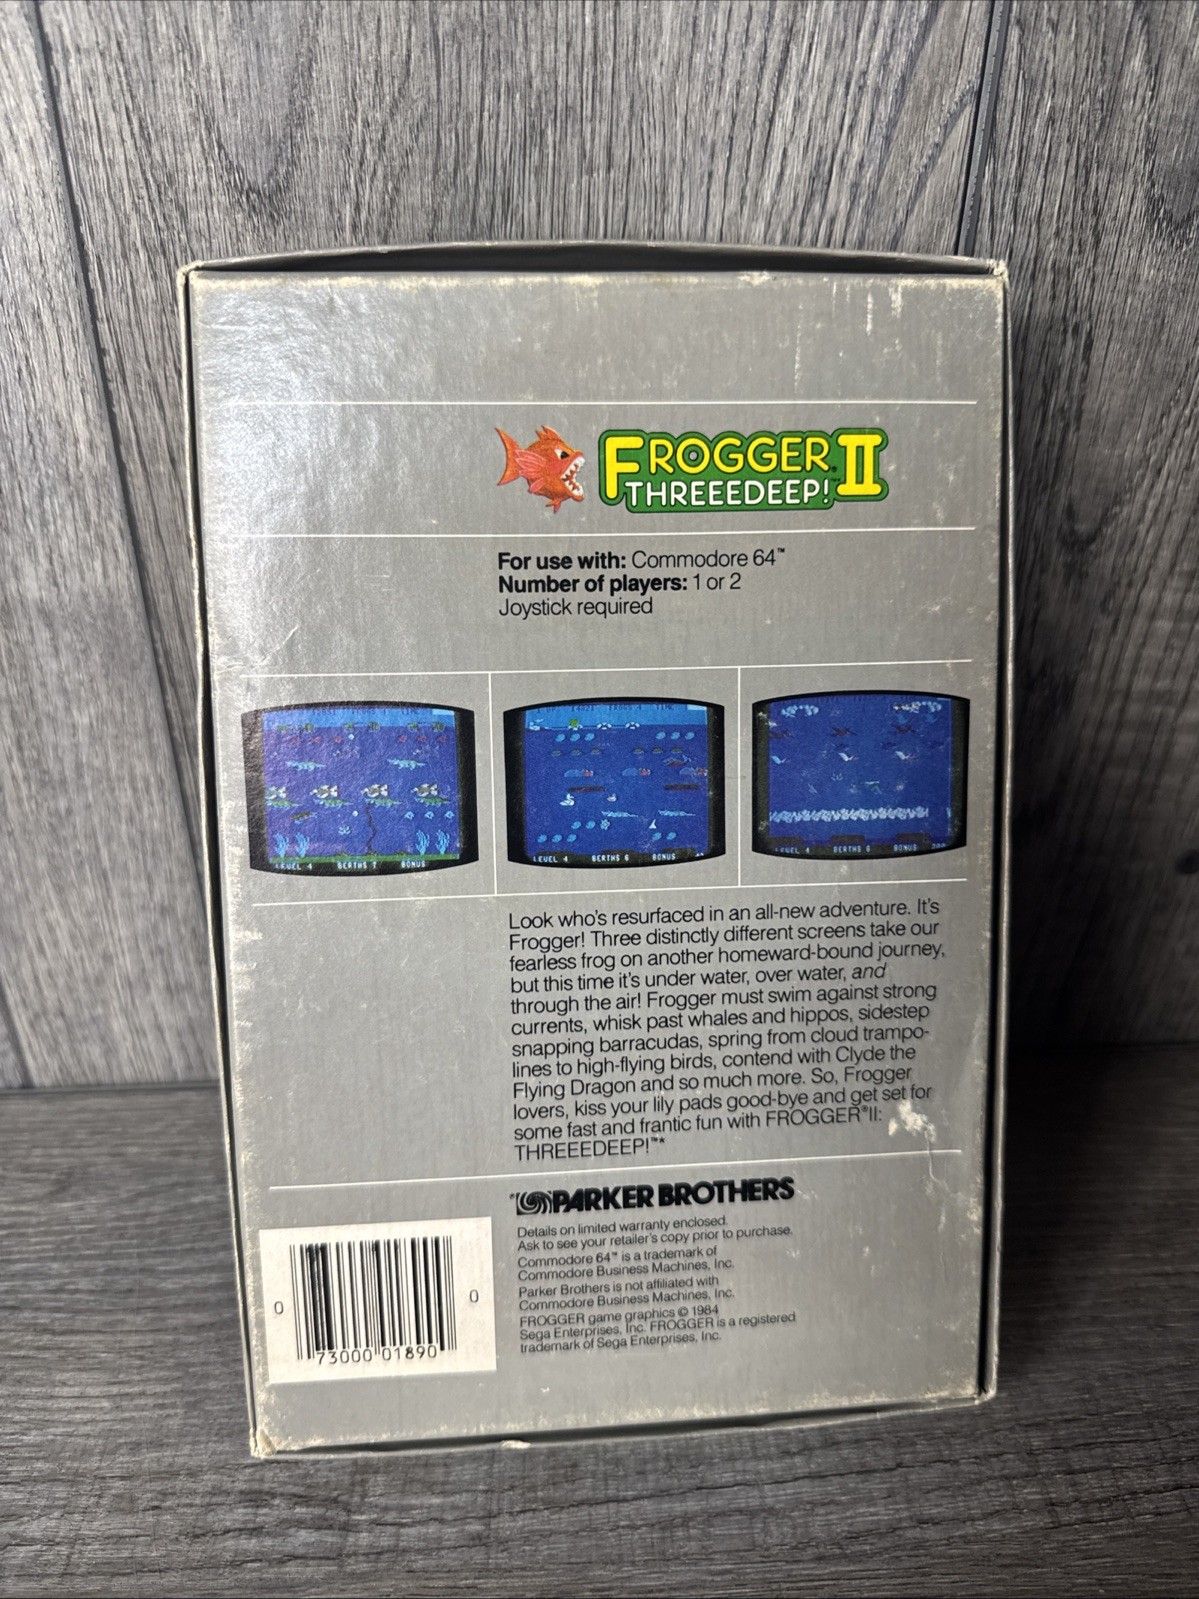 FROGGER® II
THREEEDEEP!™
For use with: Commodore 64™
Number of players: 1 or 2
Joystick required
LEVEL 4 BERTHS 7 BONUS
LEVEL 4 BERTHS 6 BONUS
LEVEL 4 BERTHS 6 BONUS
Look who's resurfaced in an all-new adventure. It's
Frogger! Three distinctly different screens take our
fearless frog on another homeward-bound journey,
but this time it's under water, over water, and
through the air! Frogger must swim against strong
currents, whisk past whales and hippos, sidestep
snapping barracudas, spring from cloud trampo-
lines to high-flying birds, contend with Clyde the
Flying Dragon and so much more. So, Frogger
lovers, kiss your lily pads good-bye and get set for
some fast and frantic fun with FROGGER® II:
THREEEDEEP!™*
PARKER BROTHERS
Details on limited warranty enclosed.
Ask to see your retailer's copy prior to purchase.
Commodore 64™ is a trademark of
Commodore Business Machines, Inc.
Parker Brothers is not affiliated with
Commodore Business Machines, Inc.
FROGGER game graphics © 1984
Sega Enterprises, Inc. FROGGER is a registered
trademark of Sega Enterprises, Inc.
0 73000 01890 0